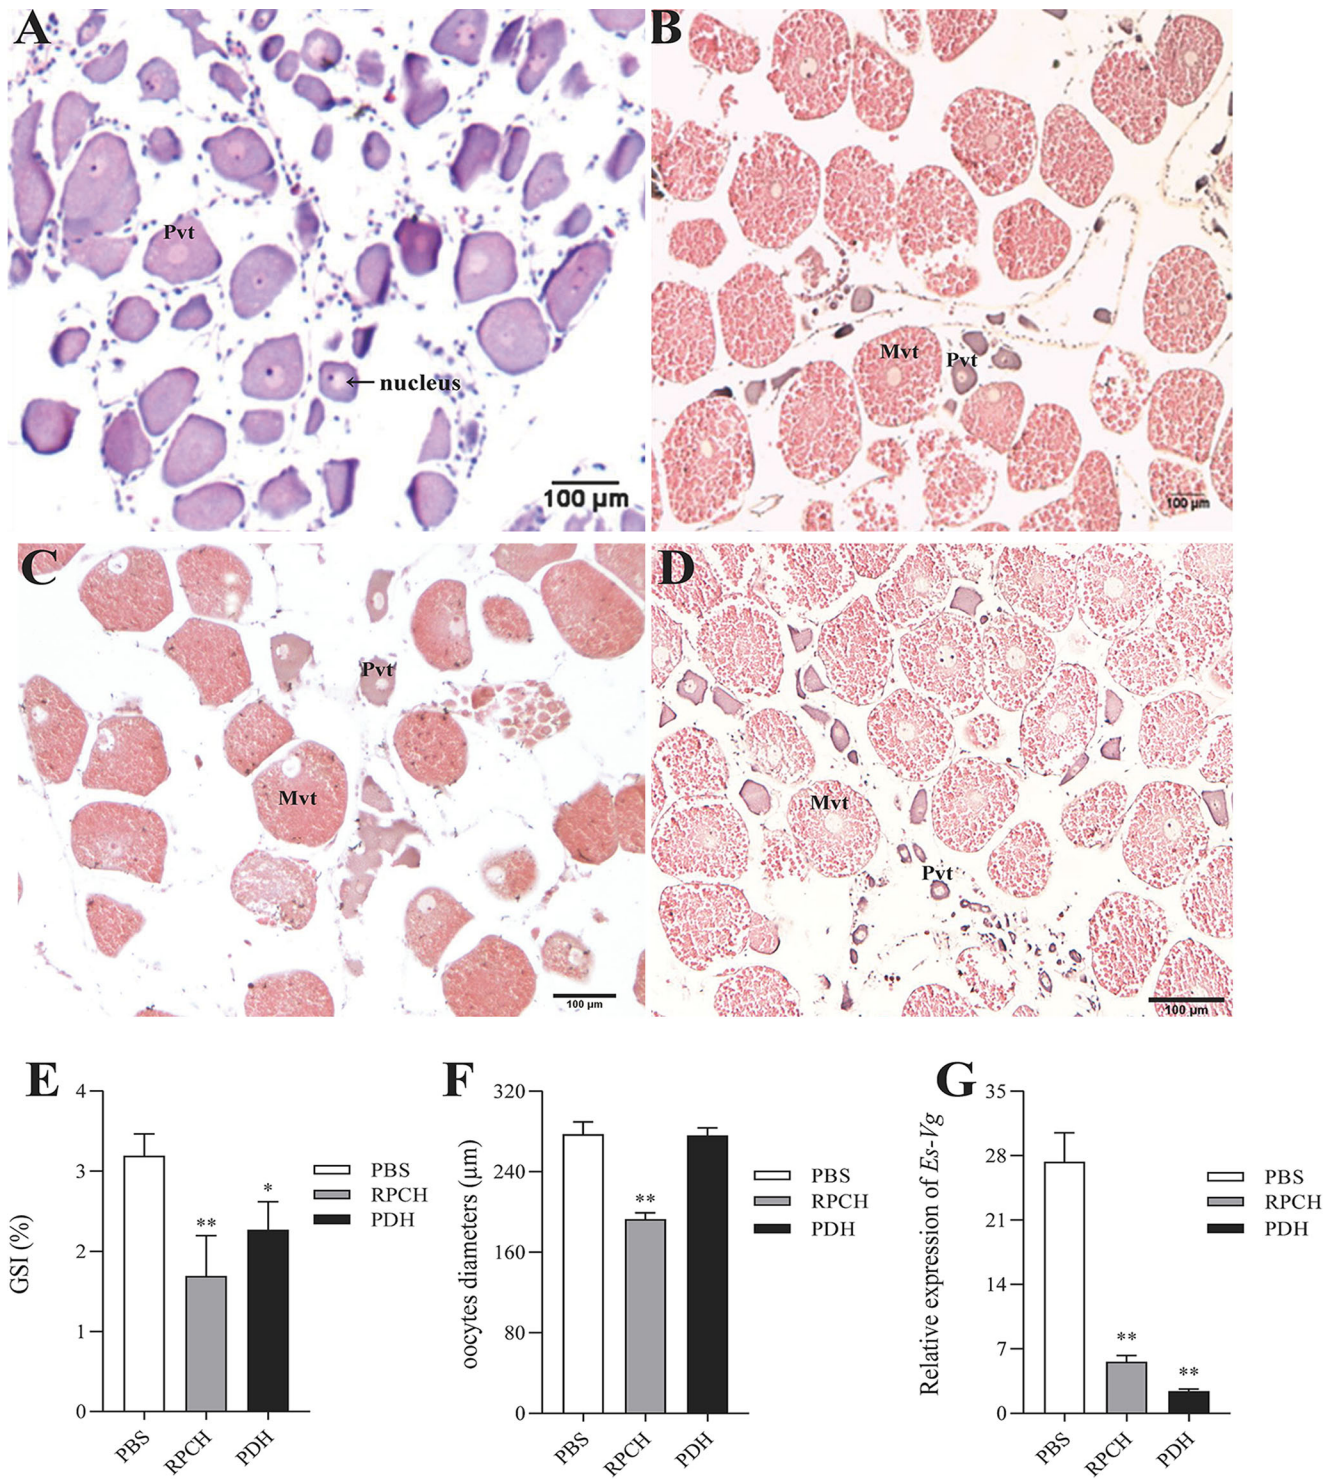 A
B
Pvt
nucleus
100 μm
Mvt
Pvt
100 μm
C
D
Pvt
Mvt
100 μm
Mvt
Pvt
100 μm
E
GSI (%)
4
3
2
1
0
**
*
PBS
RPCH
PDH
PBS
RPCH
PDH
F
oocytes diameters (μm)
320
240
160
80
0
**
PBS
RPCH
PDH
PBS
RPCH
PDH
G
Relative expression of Es-Vg
35
28
21
14
7
0
**
**
PBS
RPCH
PDH
PBS
RPCH
PDH